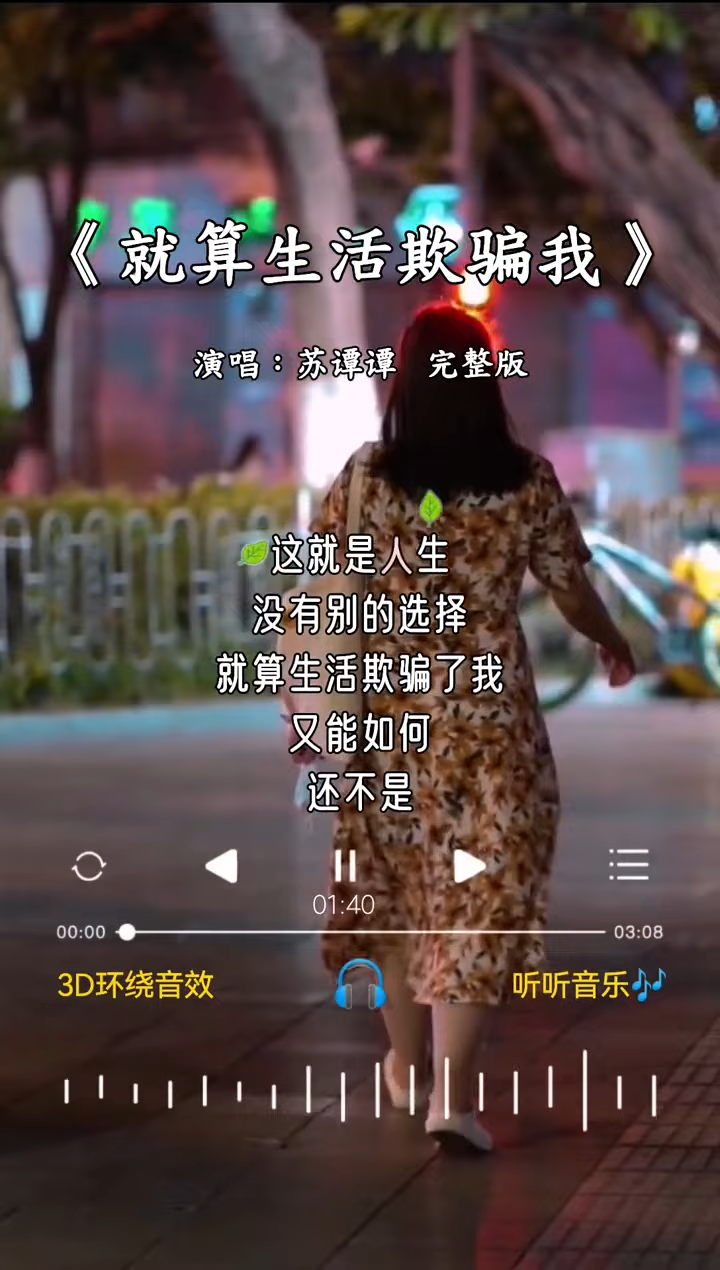 《就算生活欺骗我》
演唱：苏谭谭 完整版
这就是人生
没有别的选择
就算生活欺骗了我
又能如何
还不是
01:40
00:00 03:08
3D环绕音效 听听音乐